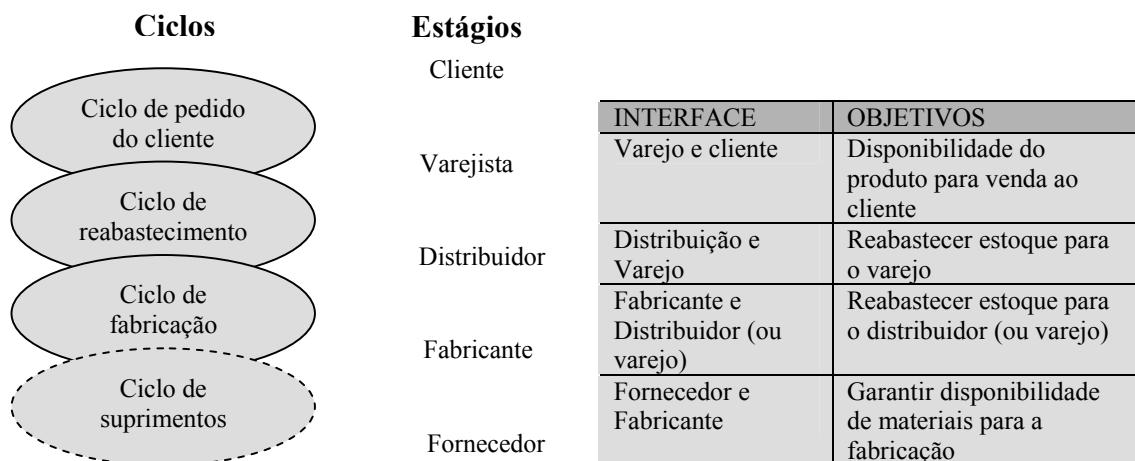 Ciclos
Estágios
Cliente
Ciclo de pedido
do cliente
Varejista
Ciclo de
reabastecimento
Distribuidor
Ciclo de
fabricação
Fabricante
Ciclo de
suprimentos
Fornecedor
INTERFACE
OBJETIVOS
Varejo e cliente
Disponibilidade do
produto para venda ao
cliente
Distribuição e
Varejo
Reabastecer estoque para
o varejo
Fabricante e
Distribuidor (ou
varejo)
Reabastecer estoque para
o distribuidor (ou varejo)
Fornecedor e
Fabricante
Garantir disponibilidade
de materiais para a
fabricação